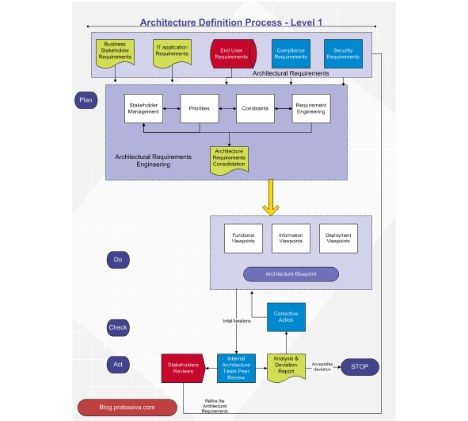 Architecture Definition Process - Level 1
Business
Stakeholder
Requirements
IT application
Requirements
End User
Requirements
Compliance
Requirements
Security
Requirements
Architectural Requirements
Plan
Stakeholder
Management
Priorities
Constraints
Requirement
Engineering
Architectural Requirements
Engineering
Architecture
Requirements
Consolidation
Functional
Viewpoints
Information
Viewpoints
Deployment
Viewpoints
Do
Architecture Blueprint
Initial Iterations
Corrective
Action
Check
Act
Stakeholders
Reviews
Internal
Architecture
Team Peer
Review
Analysis &
Deviation
Report
Acceptable
deviation
STOP
Refine the
Architectural
Requirements
Blog.prabasiva.com